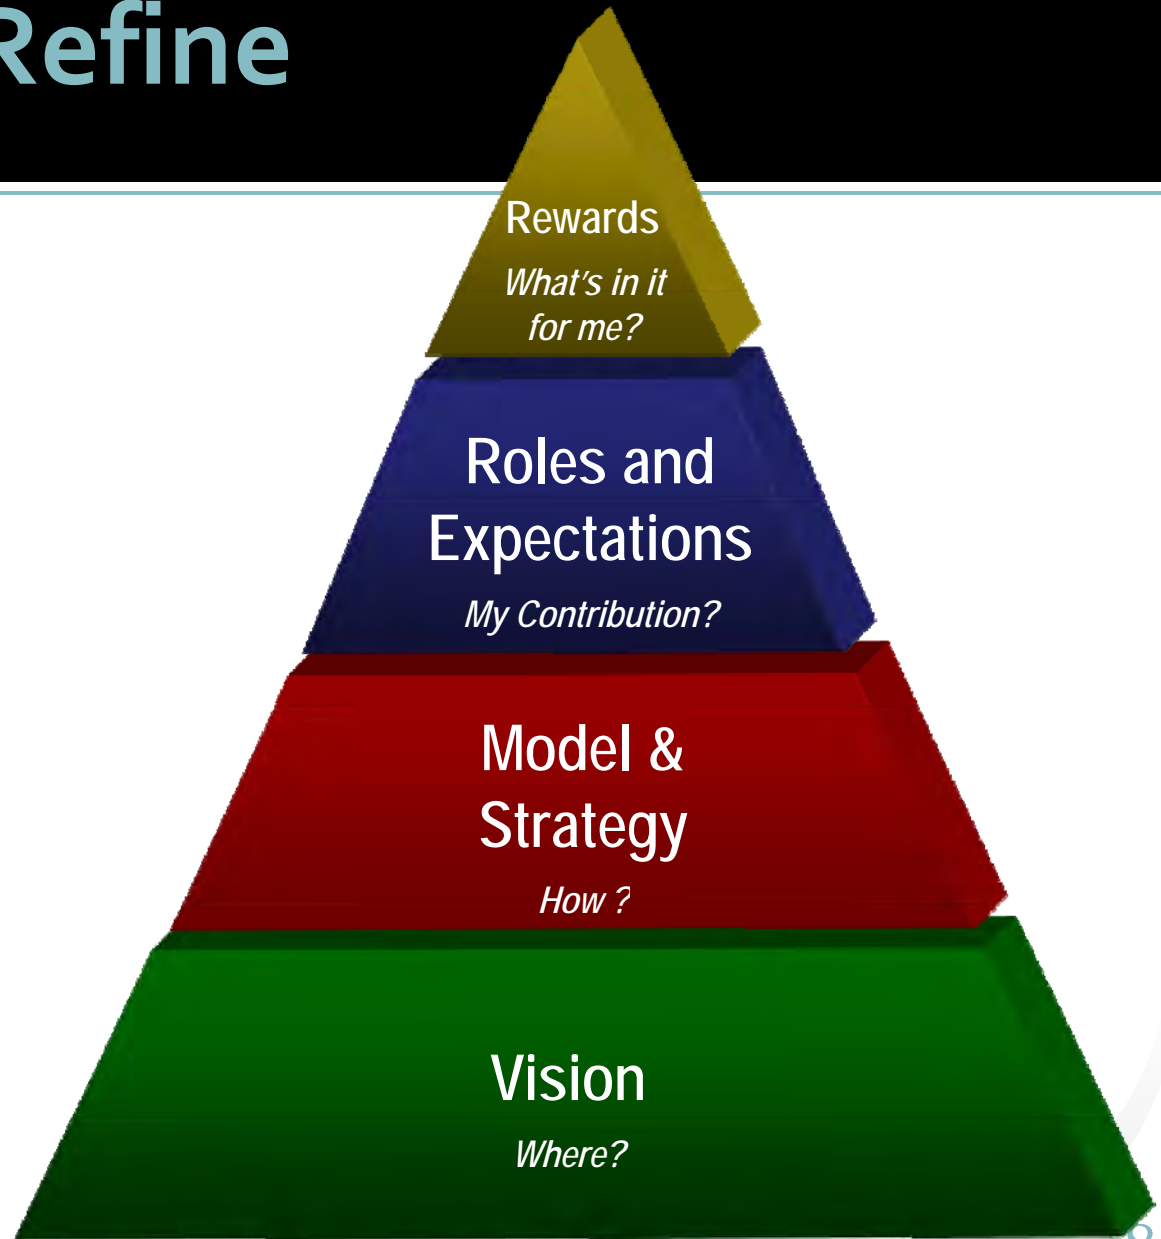 Refine
Rewards
What's in it
for me?
Roles and
Expectations
My Contribution?
Model &
Strategy
How ?
Vision
Where?